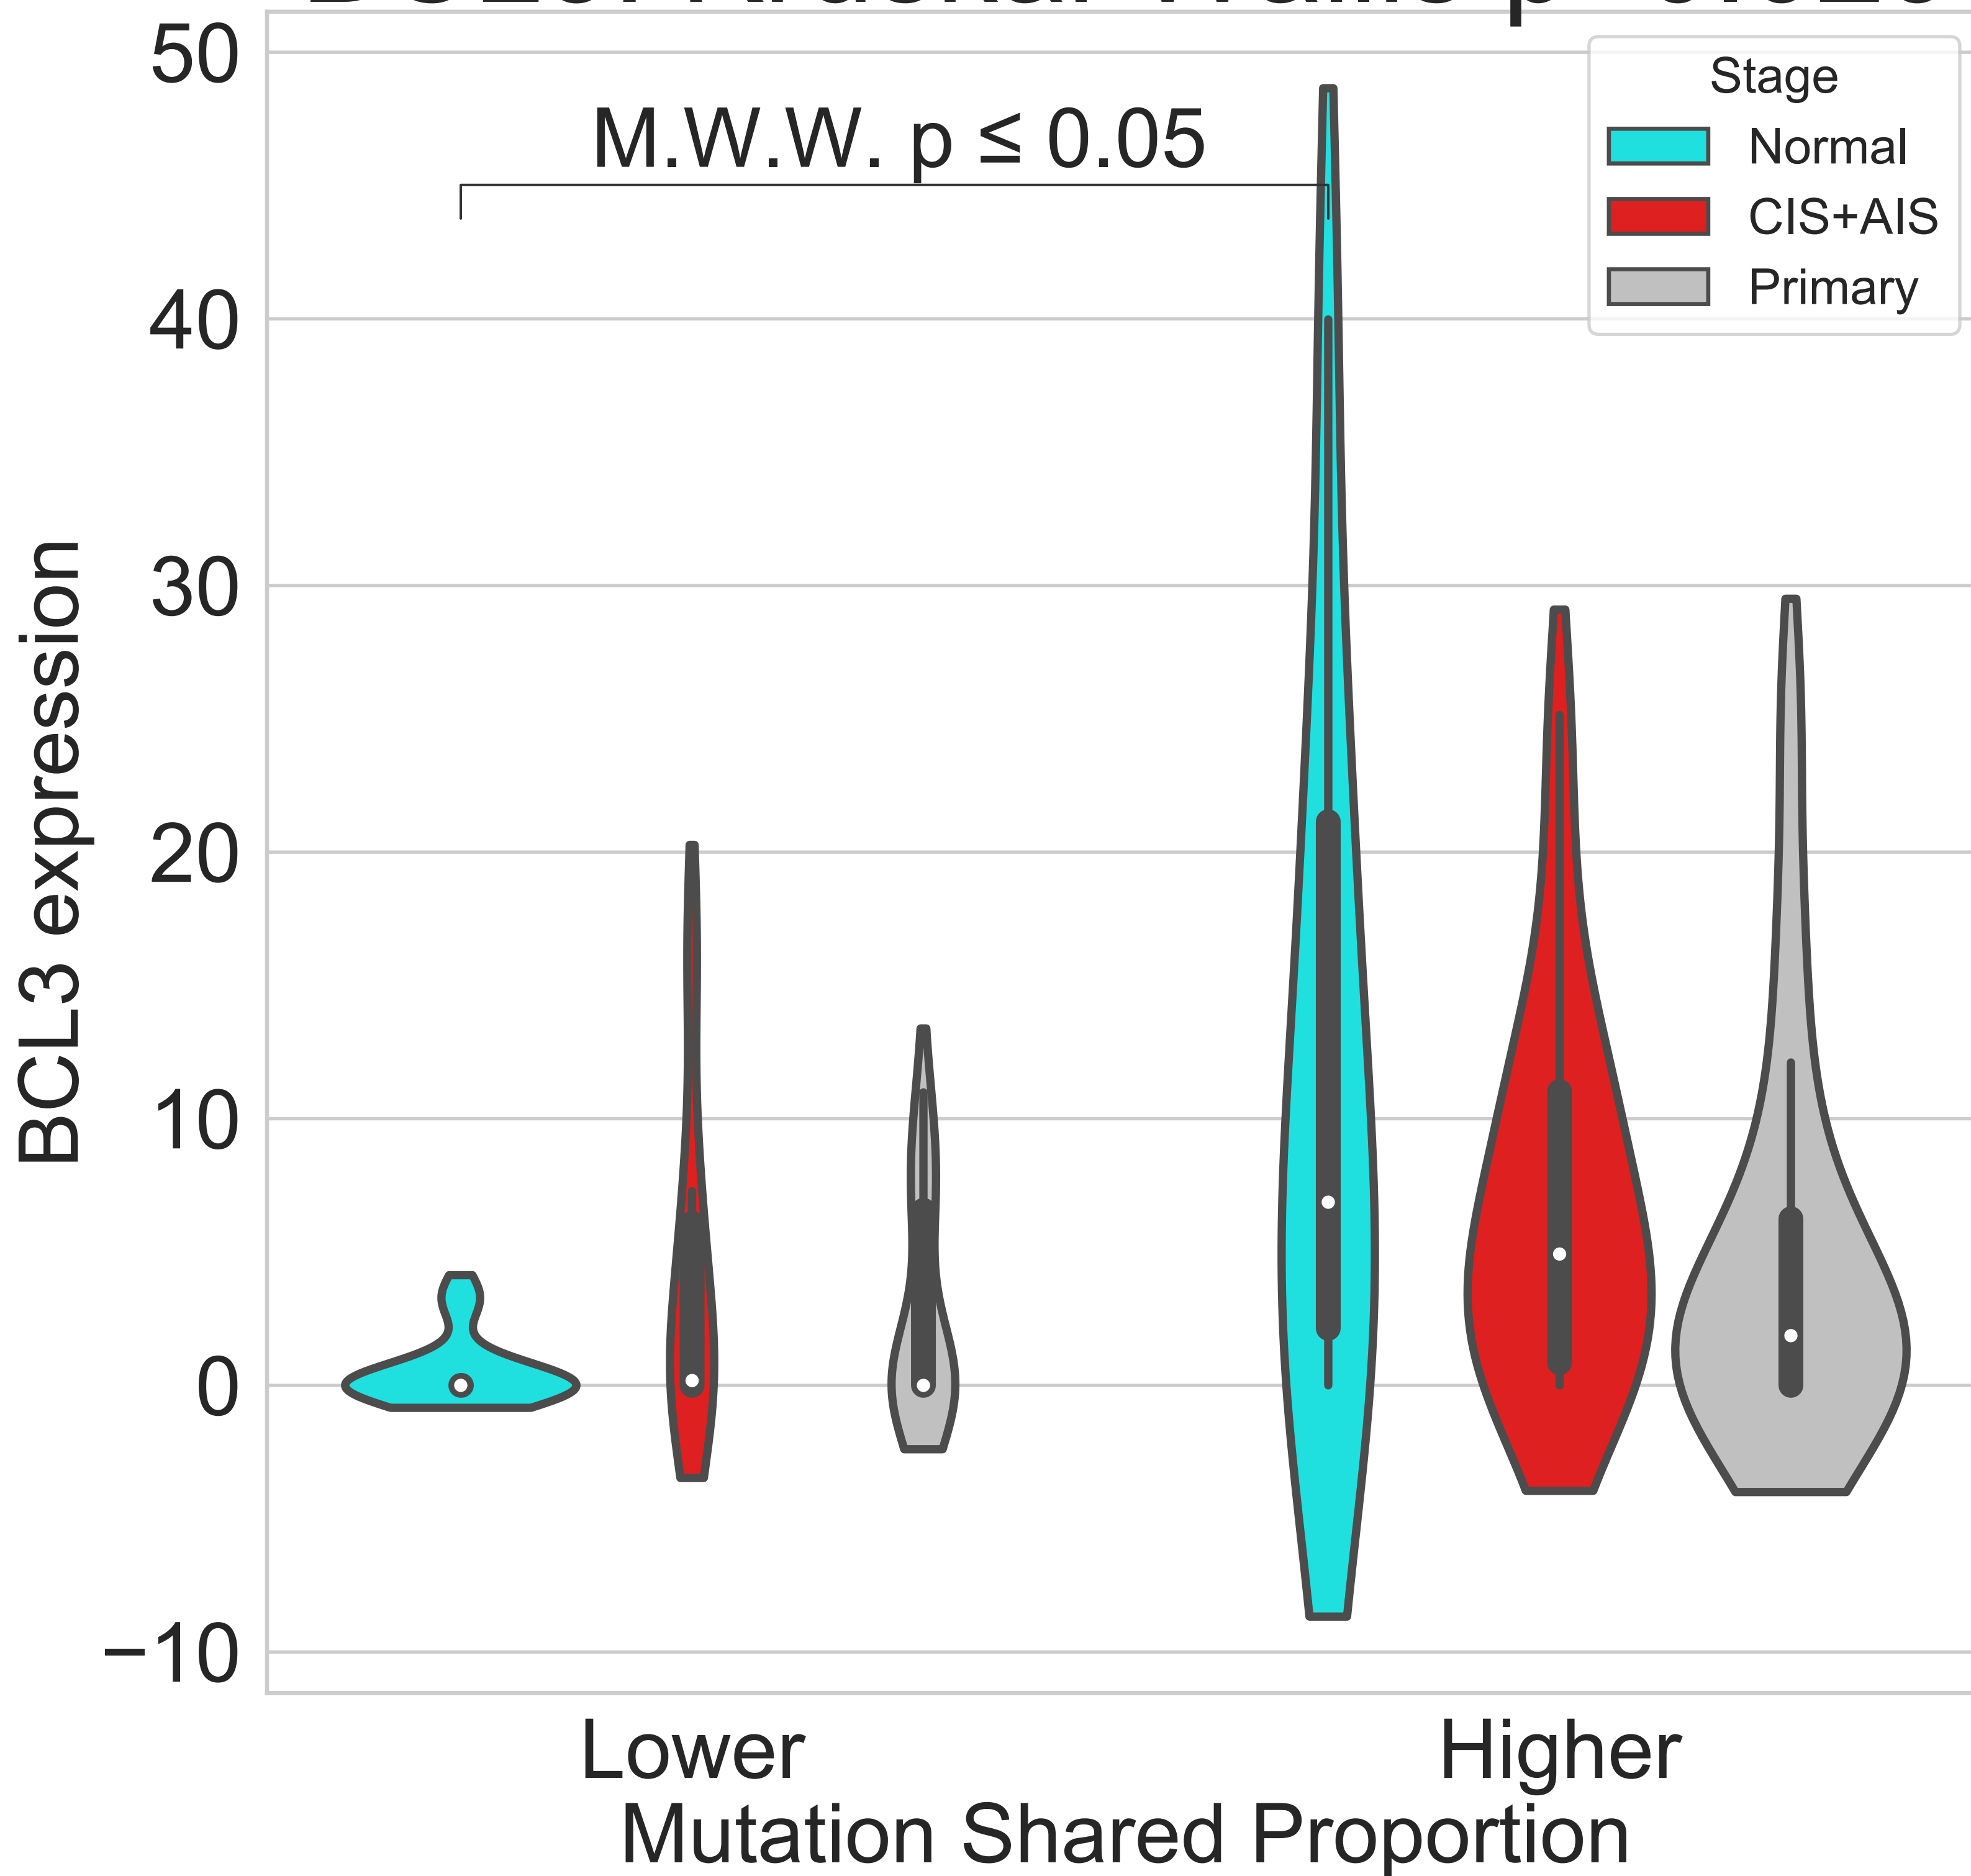 50
M.W.W. p ≤ 0.05
Stage
Normal
CIS+AIS
Primary
40
30
20
10
0
−10
BCL3 expression
Lower
Higher
Mutation Shared Proportion